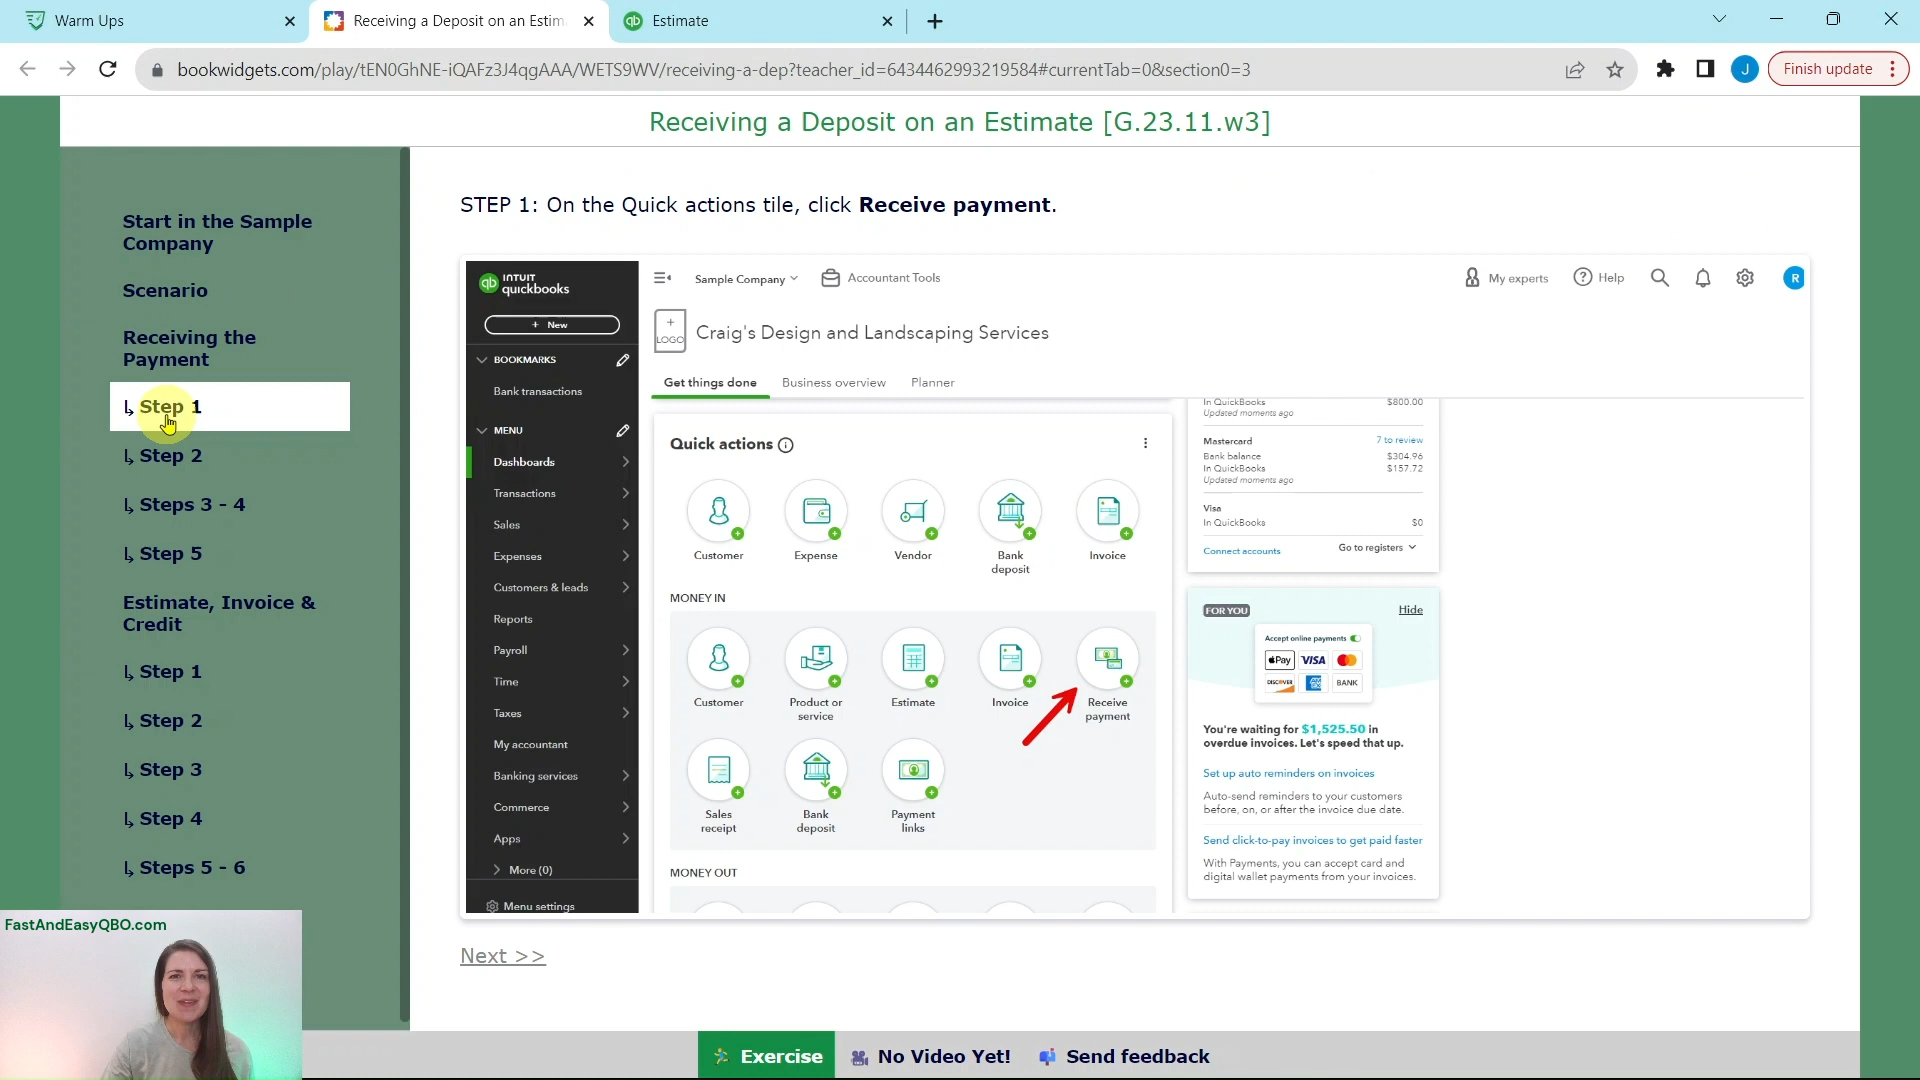 Warm Ups
Receiving a Deposit on an Estim
Estimate
bookwidgets.com/play/tEN0GhNE-iQAFz3J4qgAAA/WETS9WV/receiving-a-dep?teacher_id=6434462993219584#currentTab=0&section0=3
J
Finish update
Receiving a Deposit on an Estimate [G.23.11.w3]
Start in the Sample
Company
Scenario
Receiving the
Payment
↳ Step 1
↳ Step 2
↳ Steps 3 - 4
↳ Step 5
Estimate, Invoice &
Credit
↳ Step 1
↳ Step 2
↳ Step 3
↳ Step 4
↳ Steps 5 - 6
FastAndEasyQBO.com
STEP 1: On the Quick actions tile, click Receive payment.
qb INTUIT
quickbooks
+ New
BOOKMARKS
Bank transactions
MENU
Dashboards
Transactions
Sales
Expenses
Customers & leads
Reports
Payroll
Time
Taxes
My accountant
Banking services
Commerce
Apps
More (0)
Menu settings
Sample Company
Accountant Tools
My experts
Help
R
+
LOGO
Craig's Design and Landscaping Services
Get things done
Business overview
Planner
Quick actions
Customer
Expense
Vendor
Bank
deposit
Invoice
MONEY IN
Customer
Product or
service
Estimate
Invoice
Receive
payment
Sales
receipt
Bank
deposit
Payment
links
MONEY OUT
In QuickBooks $800.00
Updated moments ago
Mastercard 7 to review
Bank balance $304.96
In QuickBooks $157.72
Updated moments ago
Visa
In QuickBooks $0
Connect accounts Go to registers
FOR YOU Hide
Accept online payments
Pay VISA
DISCOVER AMEX BANK
You're waiting for $1,525.50 in
overdue invoices. Let's speed that up.
Set up auto reminders on invoices
Auto-send reminders to your customers
before, on, or after the invoice due date.
Send click-to-pay invoices to get paid faster
With Payments, you can accept card and
digital wallet payments from your invoices.
Next >>
Exercise
No Video Yet!
Send feedback